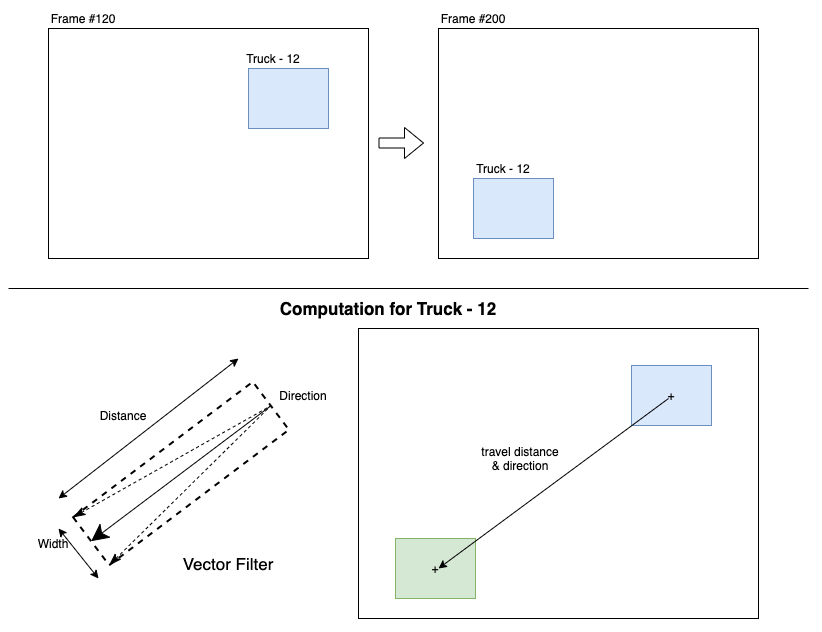 Frame #120
Frame #200
Truck - 12
Truck - 12
Computation for Truck - 12
Distance
Direction
Width
Vector Filter
travel distance
& direction